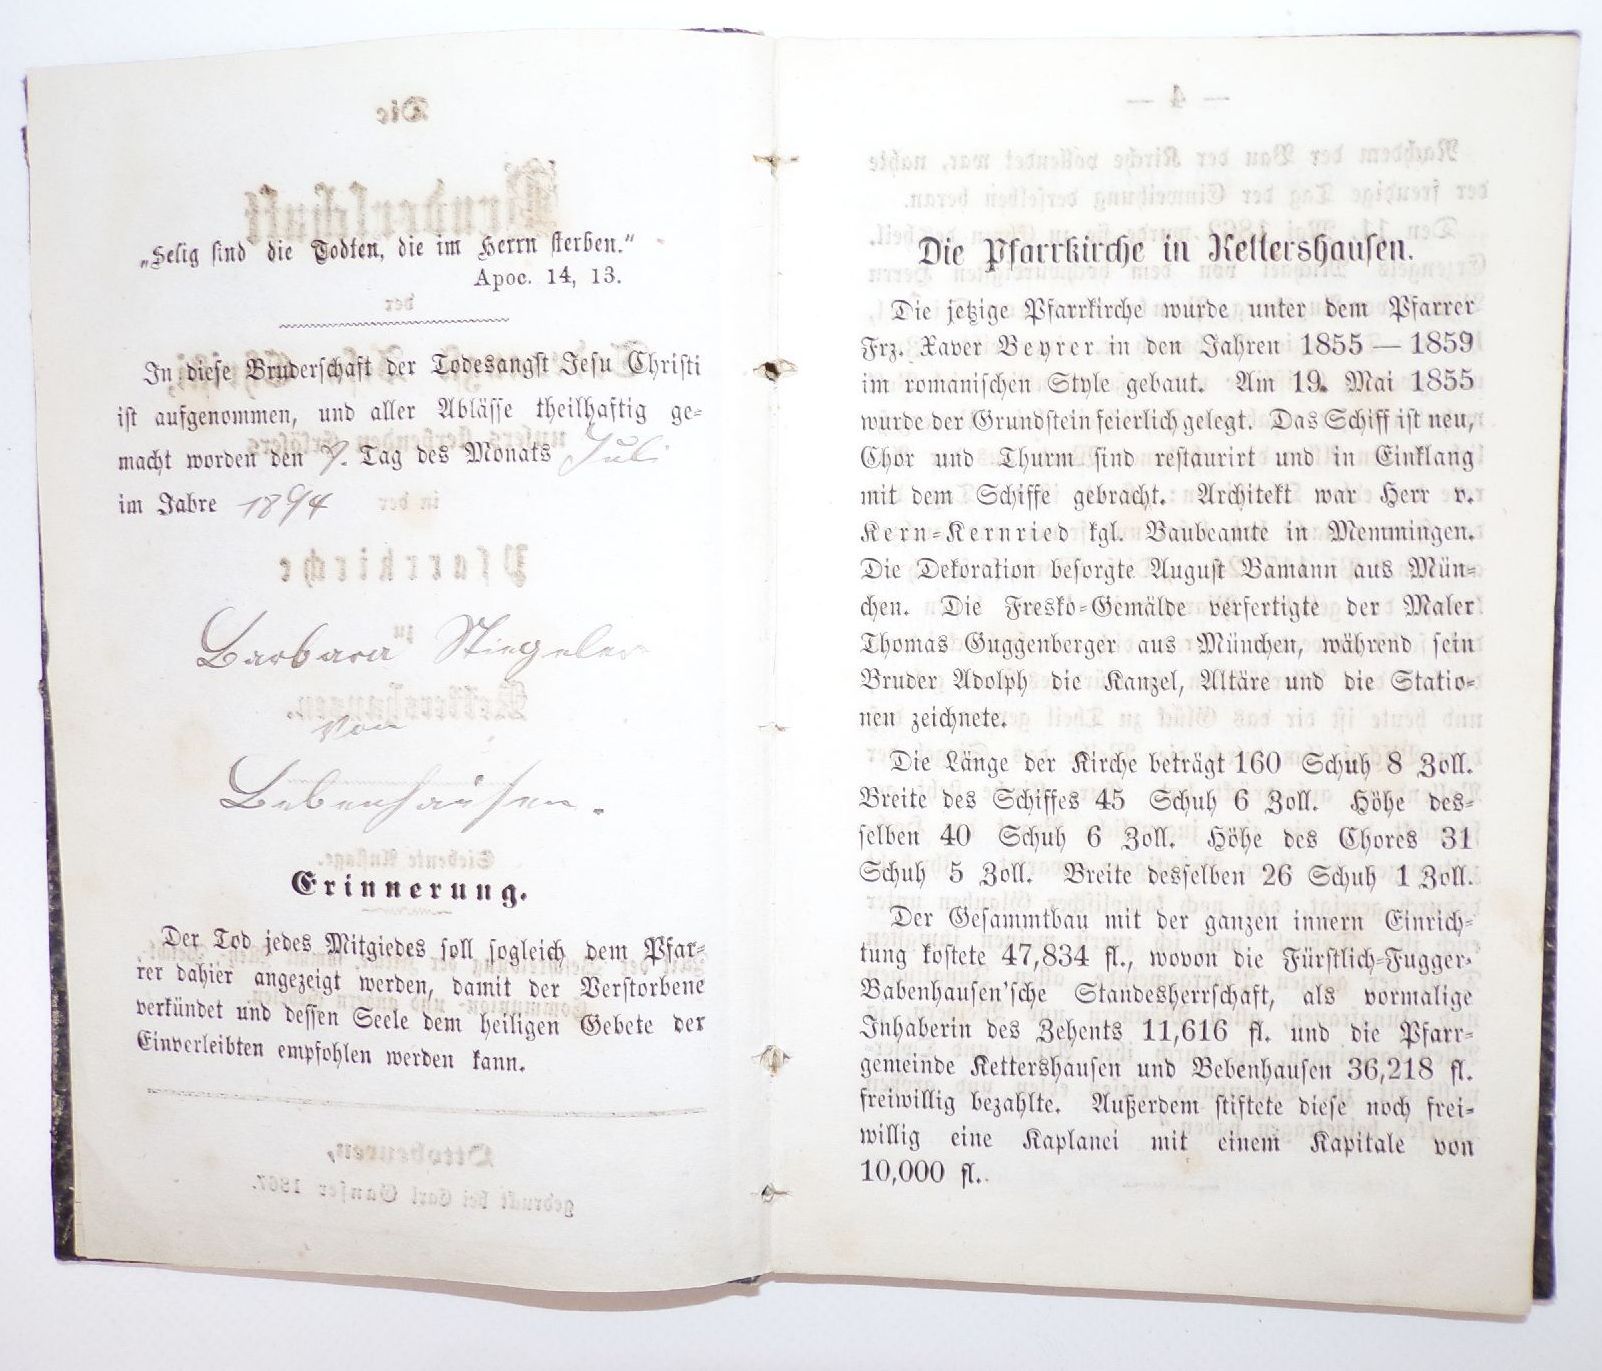 „Selig sind die Todten, die im Herrn sterben.“
Apoc. 14, 13.
In diese Bruderschaft der Todesangst Jesu Christi
ist aufgenommen, und aller Ablässe theilhaftig ge-
macht worden den 9. Tag des Monats Juli
im Jahre 1894
Barbara Stiegeler
von
Bebenhausen.
Erinnerung.
Der Tod jedes Mitgiedes soll sogleich dem Pfar-
rer dahier angezeigt werden, damit der Verstorbene
verkündet und dessen Seele dem heiligen Gebete der
Einverleibten empfohlen werden kann.
Die Pfarrkirche in Kettershausen.
Die jetzige Pfarrkirche wurde unter dem Pfarrer
Frz. Xaver Beyrer in den Jahren 1855 — 1859
im romanischen Style gebaut. Am 19. Mai 1855
wurde der Grundstein feierlich gelegt. Das Schiff ist neu,
Chor und Thurm sind restaurirt und in Einklang
mit dem Schiffe gebracht. Architekt war Herr v.
Kern-Kernried kgl. Baubeamte in Memmingen.
Die Dekoration besorgte August Bamann aus Mün-
chen. Die Fresko-Gemälde verfertigte der Maler
Thomas Guggenberger aus München, während sein
Bruder Adolph die Kanzel, Altäre und die Statio-
nen zeichnete.
Die Länge der Kirche beträgt 160 Schuh 8 Zoll.
Breite des Schiffes 45 Schuh 6 Zoll. Höhe des-
selben 40 Schuh 6 Zoll. Höhe des Chores 31
Schuh 5 Zoll. Breite desselben 26 Schuh 1 Zoll.
Der Gesammtbau mit der ganzen innern Einrich-
tung kostete 47,834 fl., wovon die Fürstlich-Fugger-
Babenhausen'sche Standesherrschaft, als vormalige
Inhaberin des Zehents 11,616 fl. und die Pfarr-
gemeinde Kettershausen und Bebenhausen 36,218 fl.
freiwillig bezahlte. Außerdem stiftete diese noch frei-
willig eine Kaplanei mit einem Kapitale von
10,000 fl.